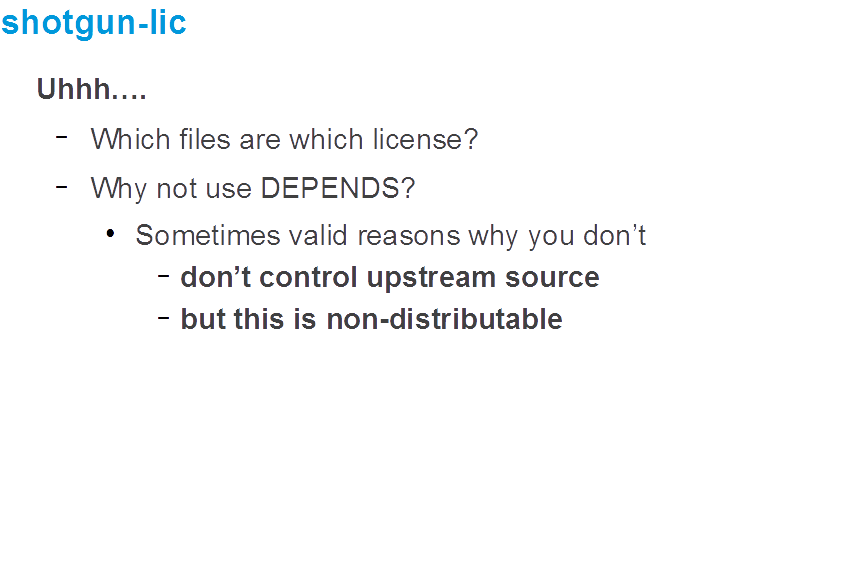 shotgun-lic
Uhhh....
– Which files are which license?
– Why not use DEPENDS?
• Sometimes valid reasons why you don’t
– don’t control upstream source
– but this is non-distributable